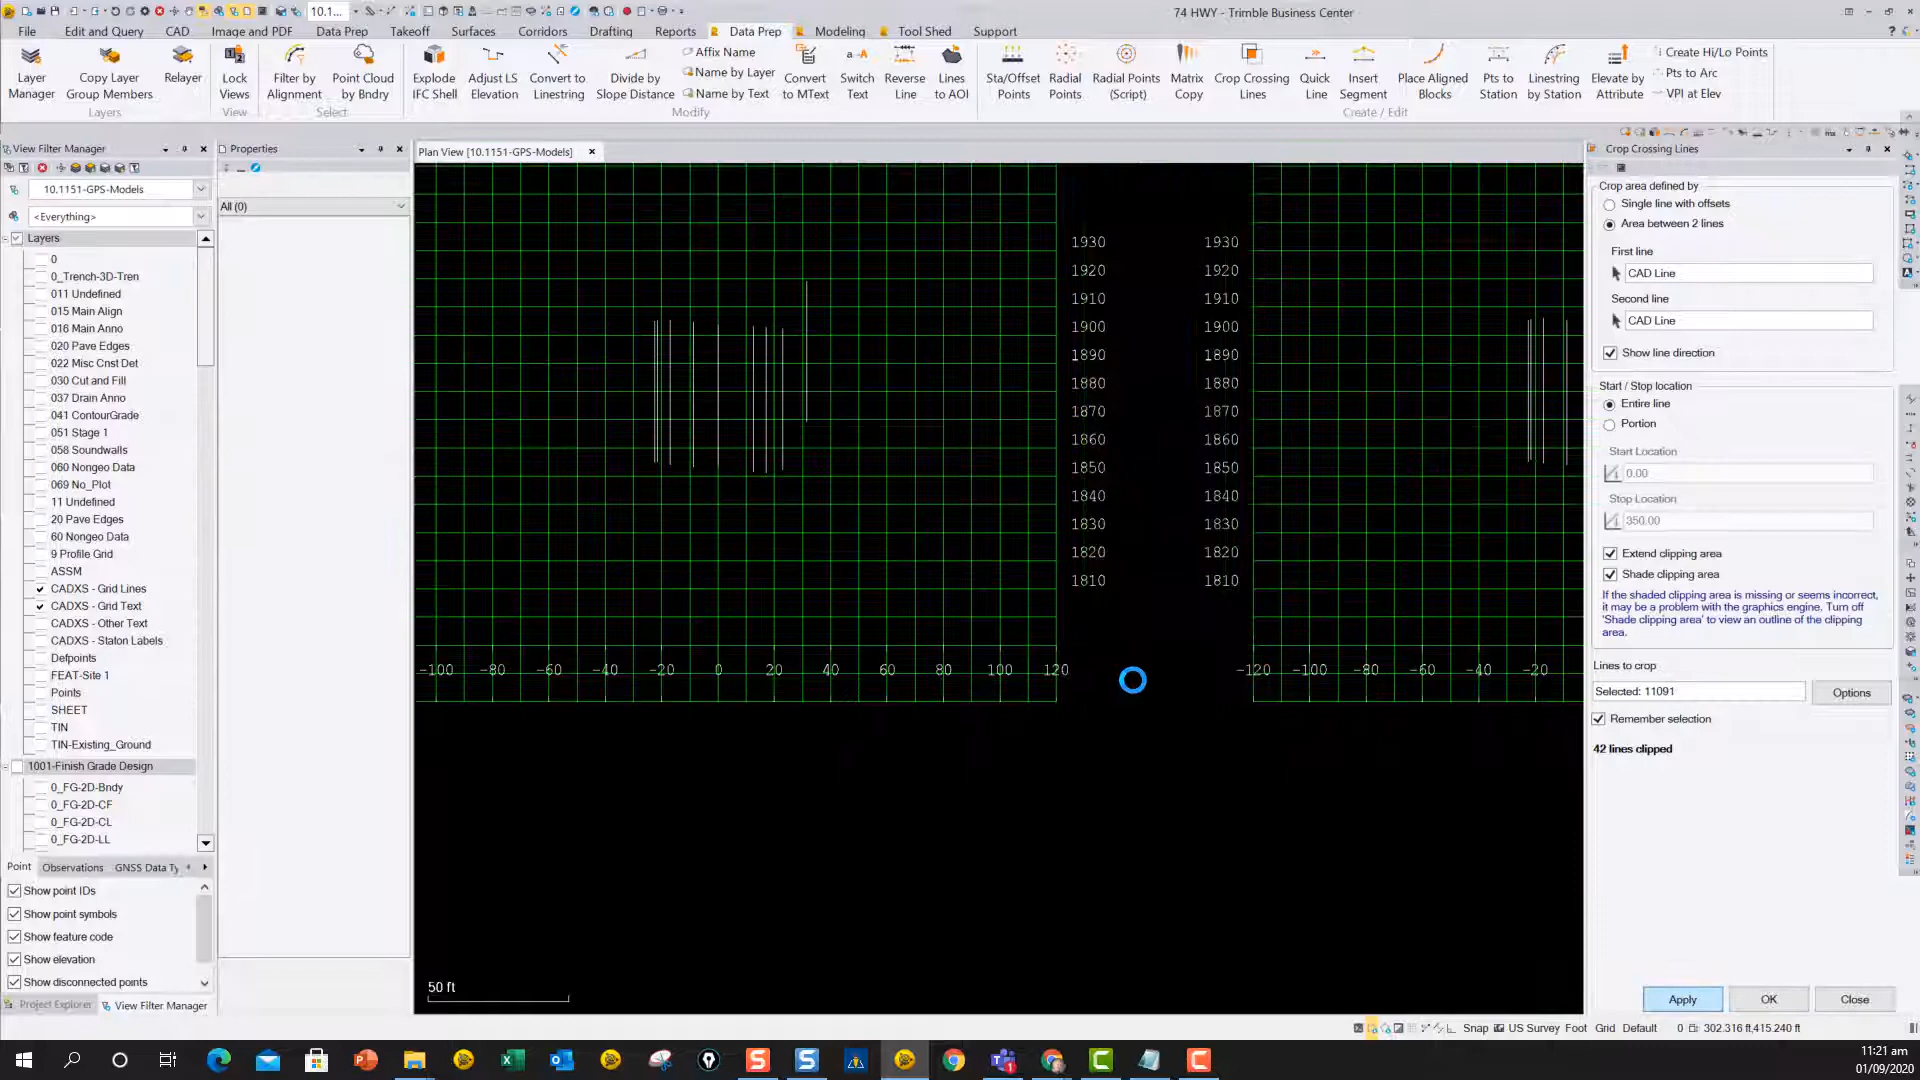 10.1...
74 HWY - Trimble Business Center
File
Edit and Query
CAD
Image and PDF
Data Prep
Takeoff
Surfaces
Corridors
Drafting
Reports
Data Prep
Modeling
Tool Shed
Support
Layer Manager
Copy Layer Group Members
Relayer
Lock Views
Filter by Alignment
Point Cloud by Bndry
Explode IFC Shell
Adjust LS Elevation
Convert to Linestring
Divide by Slope Distance
Affix Name
Name by Layer
Name by Text
Convert to MText
Switch Text
Reverse Line
Lines to AOI
Sta/Offset Points
Radial Points
Radial Points (Script)
Matrix Copy
Crop Crossing Lines
Quick Line
Insert Segment
Place Aligned Blocks
Pts to Station
Linestring by Station
Elevate by Attribute
Create Hi/Lo Points
Pts to Arc
VPI at Elev
Layers
View
Select
Modify
Create / Edit
View Filter Manager
10.1151-GPS-Models
<Everything>
Layers
0
0_Trench-3D-Tren
011 Undefined
015 Main Align
016 Main Anno
020 Pave Edges
022 Misc Cnst Det
030 Cut and Fill
037 Drain Anno
041 ContourGrade
051 Stage 1
058 Soundwalls
060 Nongeo Data
069 No_Plot
11 Undefined
20 Pave Edges
60 Nongeo Data
9 Profile Grid
ASSM
CADXS - Grid Lines
CADXS - Grid Text
CADXS - Other Text
CADXS - Staton Labels
Defpoints
FEAT-Site 1
Points
SHEET
TIN
TIN-Existing_Ground
1001-Finish Grade Design
0_FG-2D-Bndy
0_FG-2D-CF
0_FG-2D-CL
0_FG-2D-LL
Point
Observations
GNSS Data Ty
Show point IDs
Show point symbols
Show feature code
Show elevation
Show disconnected points
Project Explorer
View Filter Manager
Properties
All (0)
Plan View [10.1151-GPS-Models]
1930 1930
1920 1920
1910 1910
1900 1900
1890 1890
1880 1880
1870 1870
1860 1860
1850 1850
1840 1840
1830 1830
1820 1820
1810 1810
-100 -80 -60 -40 -20 0 20 40 60 80 100 120 -120 -100 -80 -60 -40 -20
50 ft
Crop Crossing Lines
Crop area defined by
Single line with offsets
Area between 2 lines
First line
CAD Line
Second line
CAD Line
Show line direction
Start / Stop location
Entire line
Portion
Start Location
0.00
Stop Location
350.00
Extend clipping area
Shade clipping area
If the shaded clipping area is missing or seems incorrect,
it may be a problem with the graphics engine. Turn off
'Shade clipping area' to view an outline of the clipping
area.
Lines to crop
Selected: 11091
Options
Remember selection
42 lines clipped
Apply
OK
Close
Snap
US Survey Foot
Grid
Default
0
302.316 ft,415.240 ft
11:21 am
01/09/2020